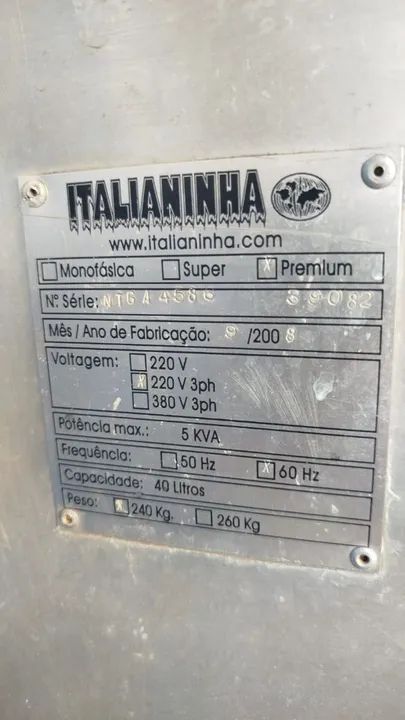 ITALIANINHA
www.italianinha.com
Monofásica Super X Premium
Nº Série: NTGA 4586 69082
Mês / Ano de Fabricação: 9 /2008
Voltagem: 220 V
X 220 V 3ph
380 V 3ph
Potência max.: 5 KVA
Frequência: 50 Hz X 60 Hz
Capacidade: 40 Litros
Peso: X 240 Kg. 260 Kg